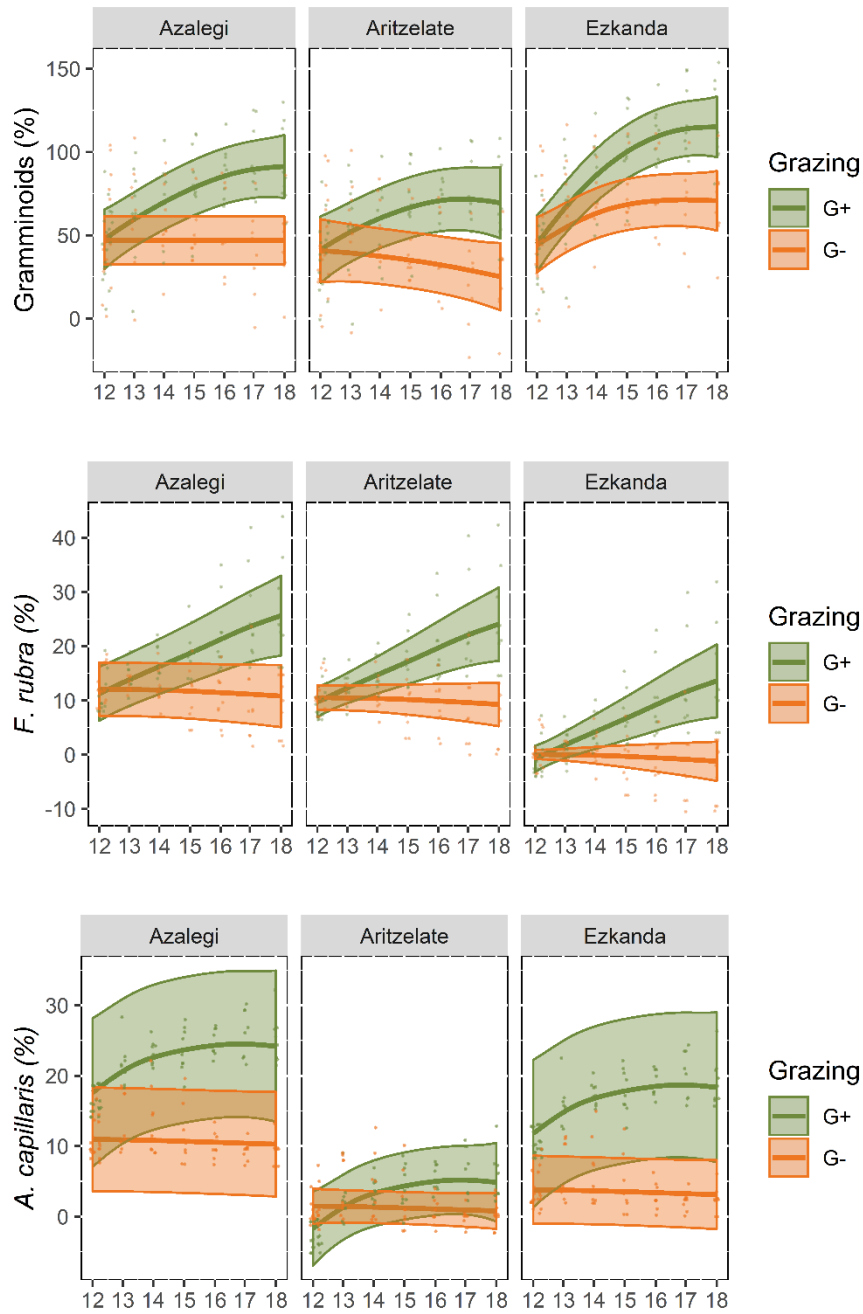 Azalegi Aritzelate Ezkanda
Gramminoids (%)
150
100
50
0
12 13 14 15 16 17 18 12 13 14 15 16 17 18 12 13 14 15 16 17 18
Grazing
G+
G-
Azalegi Aritzelate Ezkanda
F. rubra (%)
40
30
20
10
0
-10
12 13 14 15 16 17 18 12 13 14 15 16 17 18 12 13 14 15 16 17 18
Grazing
G+
G-
Azalegi Aritzelate Ezkanda
A. capillaris (%)
30
20
10
0
12 13 14 15 16 17 18 12 13 14 15 16 17 18 12 13 14 15 16 17 18
Grazing
G+
G-